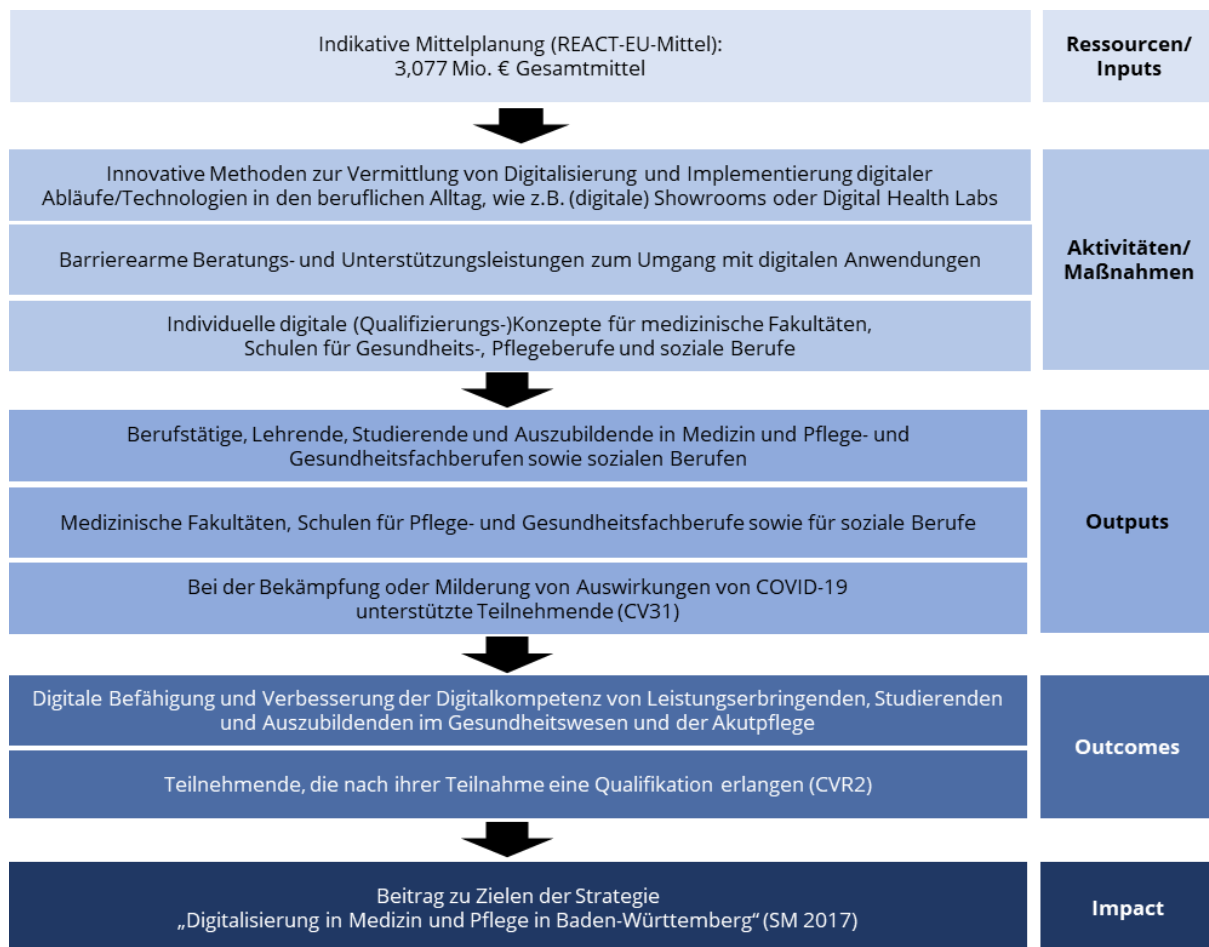 Indikative Mittelplanung (REACT-EU-Mittel):
3,077 Mio. € Gesamtmittel
Ressourcen/
Inputs
Innovative Methoden zur Vermittlung von Digitalisierung und Implementierung digitaler
Abläufe/Technologien in den beruflichen Alltag, wie z.B. (digitale) Showrooms oder Digital Health Labs
Barrierearme Beratungs- und Unterstützungsleistungen zum Umgang mit digitalen Anwendungen
Individuelle digitale (Qualifizierungs-)Konzepte für medizinische Fakultäten,
Schulen für Gesundheits-, Pflegeberufe und soziale Berufe
Aktivitäten/
Maßnahmen
Berufstätige, Lehrende, Studierende und Auszubildende in Medizin und Pflege- und
Gesundheitsfachberufen sowie sozialen Berufen
Medizinische Fakultäten, Schulen für Pflege- und Gesundheitsfachberufe sowie für soziale Berufe
Bei der Bekämpfung oder Milderung von Auswirkungen von COVID-19
unterstützte Teilnehmende (CV31)
Outputs
Digitale Befähigung und Verbesserung der Digitalkompetenz von Leistungserbringenden, Studierenden
und Auszubildenden im Gesundheitswesen und der Akutpflege
Teilnehmende, die nach ihrer Teilnahme eine Qualifikation erlangen (CVR2)
Outcomes
Beitrag zu Zielen der Strategie
„Digitalisierung in Medizin und Pflege in Baden-Württemberg“ (SM 2017)
Impact